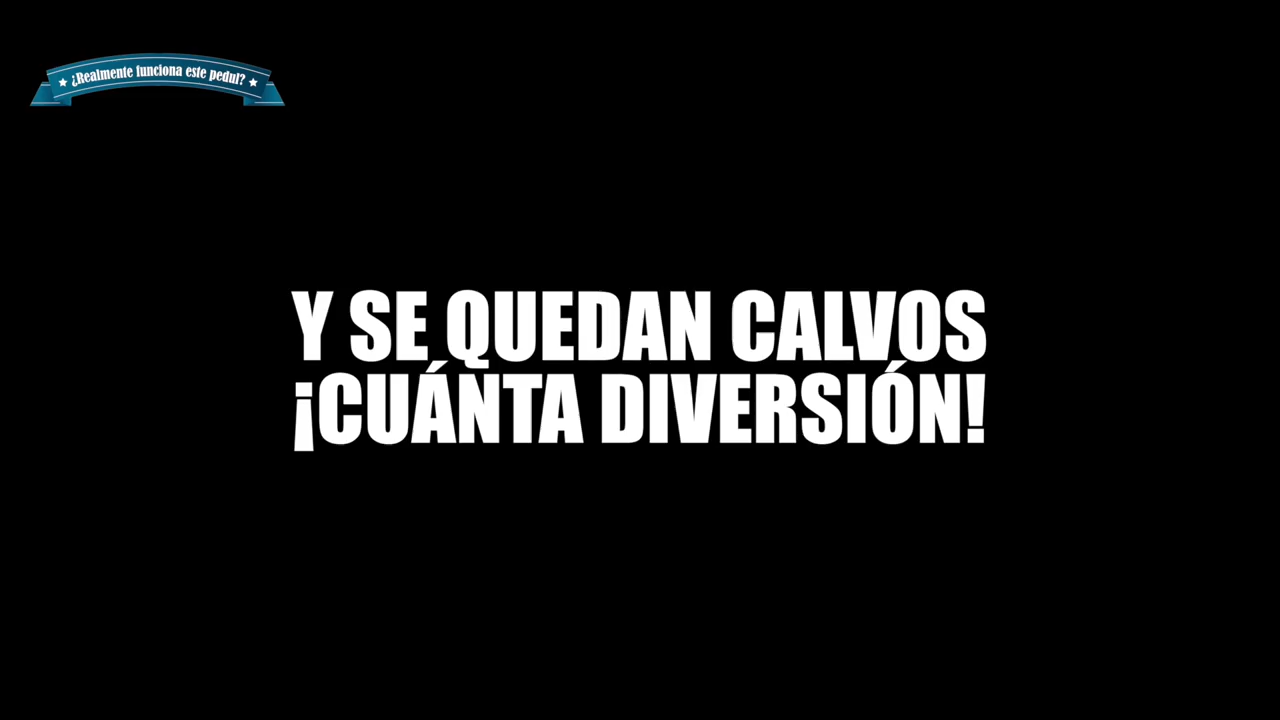 ¿Realmente funciona este pedul?
Y SE QUEDAN CALVOS
¡CUÁNTA DIVERSIÓN!